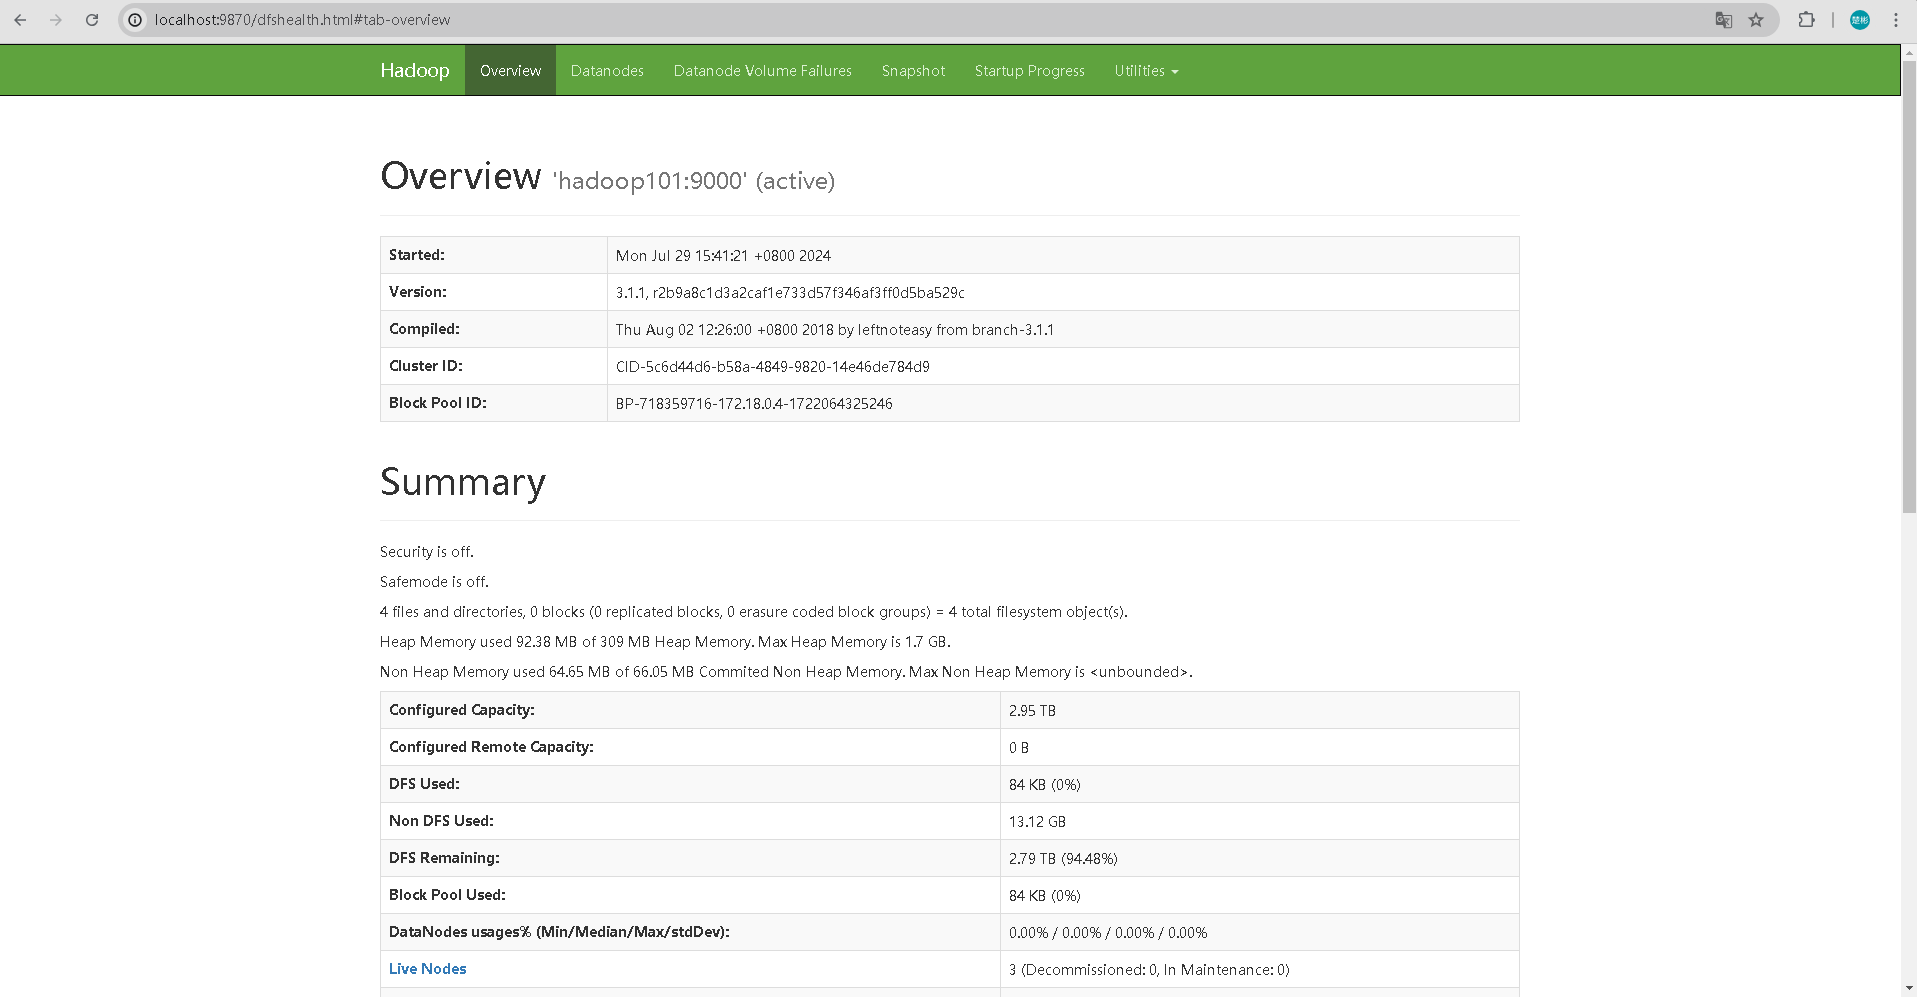 localhost:9870/dfshealth.html#tab-overview
楚彬
Hadoop Overview Datanodes Datanode Volume Failures Snapshot Startup Progress Utilities
Overview 'hadoop101:9000' (active)
Started: Mon Jul 29 15:41:21 +0800 2024
Version: 3.1.1, r2b9a8c1d3a2caf1e733d57f346af3ff0d5ba529c
Compiled: Thu Aug 02 12:26:00 +0800 2018 by leftnoteasy from branch-3.1.1
Cluster ID: CID-5c6d44d6-b58a-4849-9820-14e46de784d9
Block Pool ID: BP-718359716-172.18.0.4-1722064325246
Summary
Security is off.
Safemode is off.
4 files and directories, 0 blocks (0 replicated blocks, 0 erasure coded block groups) = 4 total filesystem object(s).
Heap Memory used 92.38 MB of 309 MB Heap Memory. Max Heap Memory is 1.7 GB.
Non Heap Memory used 64.65 MB of 66.05 MB Commited Non Heap Memory. Max Non Heap Memory is <unbounded>.
Configured Capacity: 2.95 TB
Configured Remote Capacity: 0 B
DFS Used: 84 KB (0%)
Non DFS Used: 13.12 GB
DFS Remaining: 2.79 TB (94.48%)
Block Pool Used: 84 KB (0%)
DataNodes usages% (Min/Median/Max/stdDev): 0.00% / 0.00% / 0.00% / 0.00%
Live Nodes 3 (Decommissioned: 0, In Maintenance: 0)